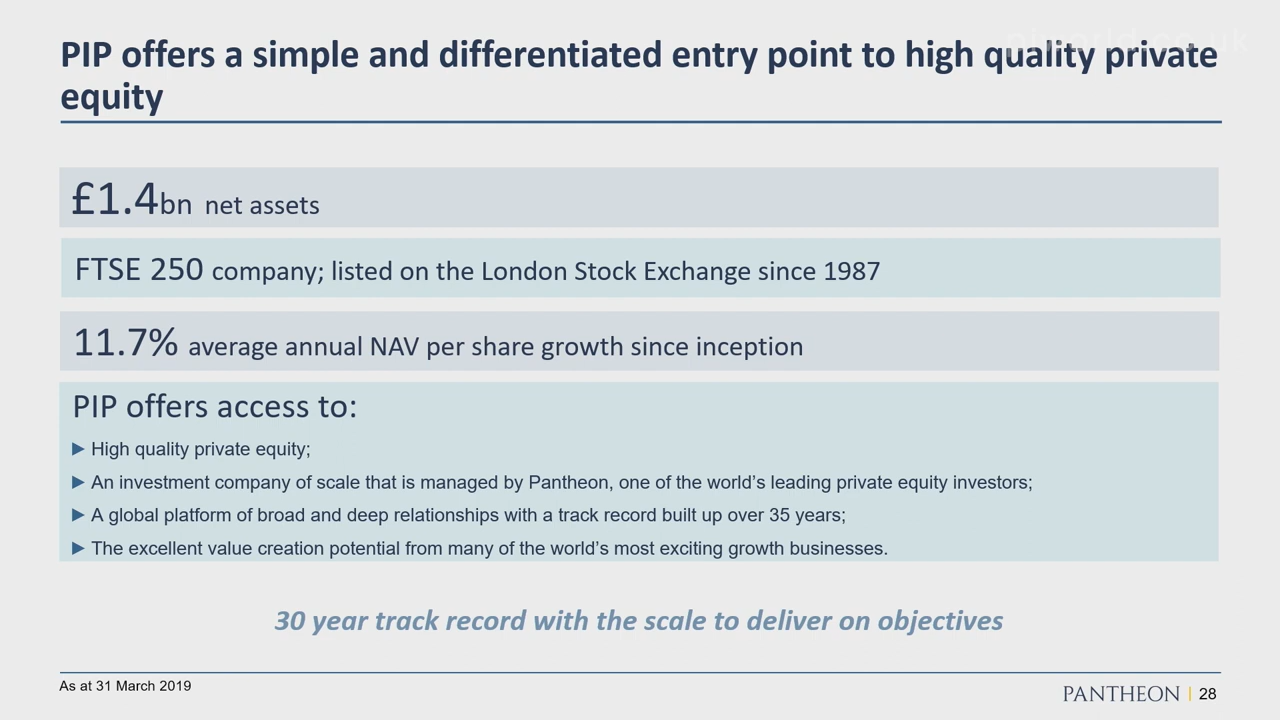 piworld.co.uk
PIP offers a simple and differentiated entry point to high quality private
equity
£1.4bn net assets
FTSE 250 company; listed on the London Stock Exchange since 1987
11.7% average annual NAV per share growth since inception
PIP offers access to:
► High quality private equity;
► An investment company of scale that is managed by Pantheon, one of the world’s leading private equity investors;
► A global platform of broad and deep relationships with a track record built up over 35 years;
► The excellent value creation potential from many of the world’s most exciting growth businesses.
30 year track record with the scale to deliver on objectives
As at 31 March 2019
PANTHEON | 28